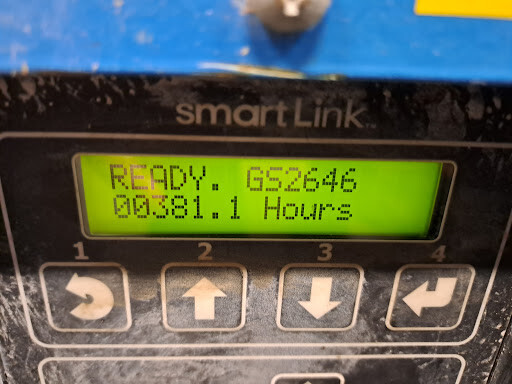 smartLink
READY. GS2646
00381.1 Hours
1 2 3 4